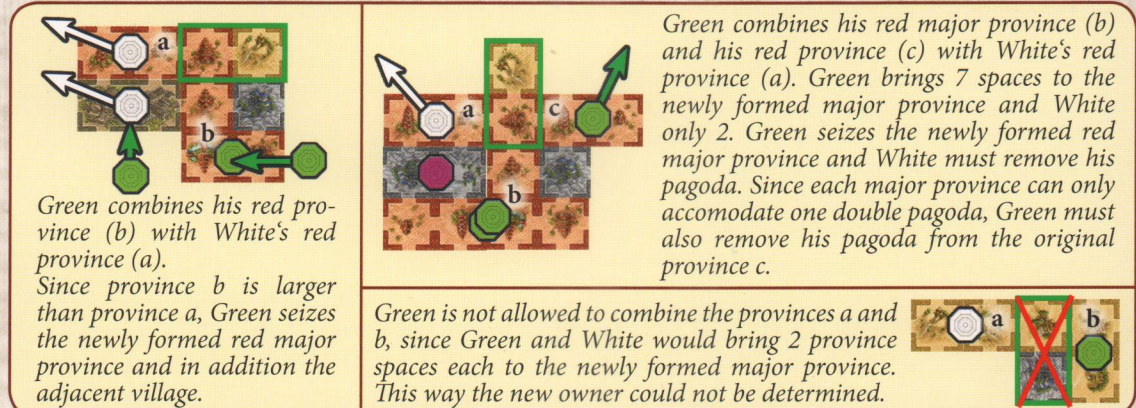 a
b
Green combines his red pro-
vince (b) with White‘s red
province (a).
Since province b is larger
than province a, Green seizes
the newly formed red major
province and in addition the
adjacent village.
a
c
b
Green combines his red major province (b)
and his red province (c) with White‘s red
province (a). Green brings 7 spaces to the
newly formed major province and White
only 2. Green seizes the newly formed red
major province and White must remove his
pagoda. Since each major province can only
accomodate one double pagoda, Green must
also remove his pagoda from the original
province c.
Green is not allowed to combine the provinces a and
b, since Green and White would bring 2 province
spaces each to the newly formed major province.
This way the new owner could not be determined.
a
b